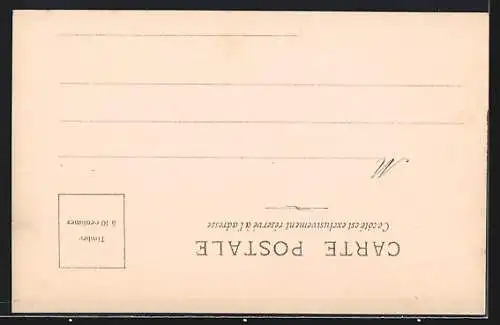 CARTE POSTALE
Ce côté est exclusivement réservé à l'adresse
Timbre
à 10 centimes
M